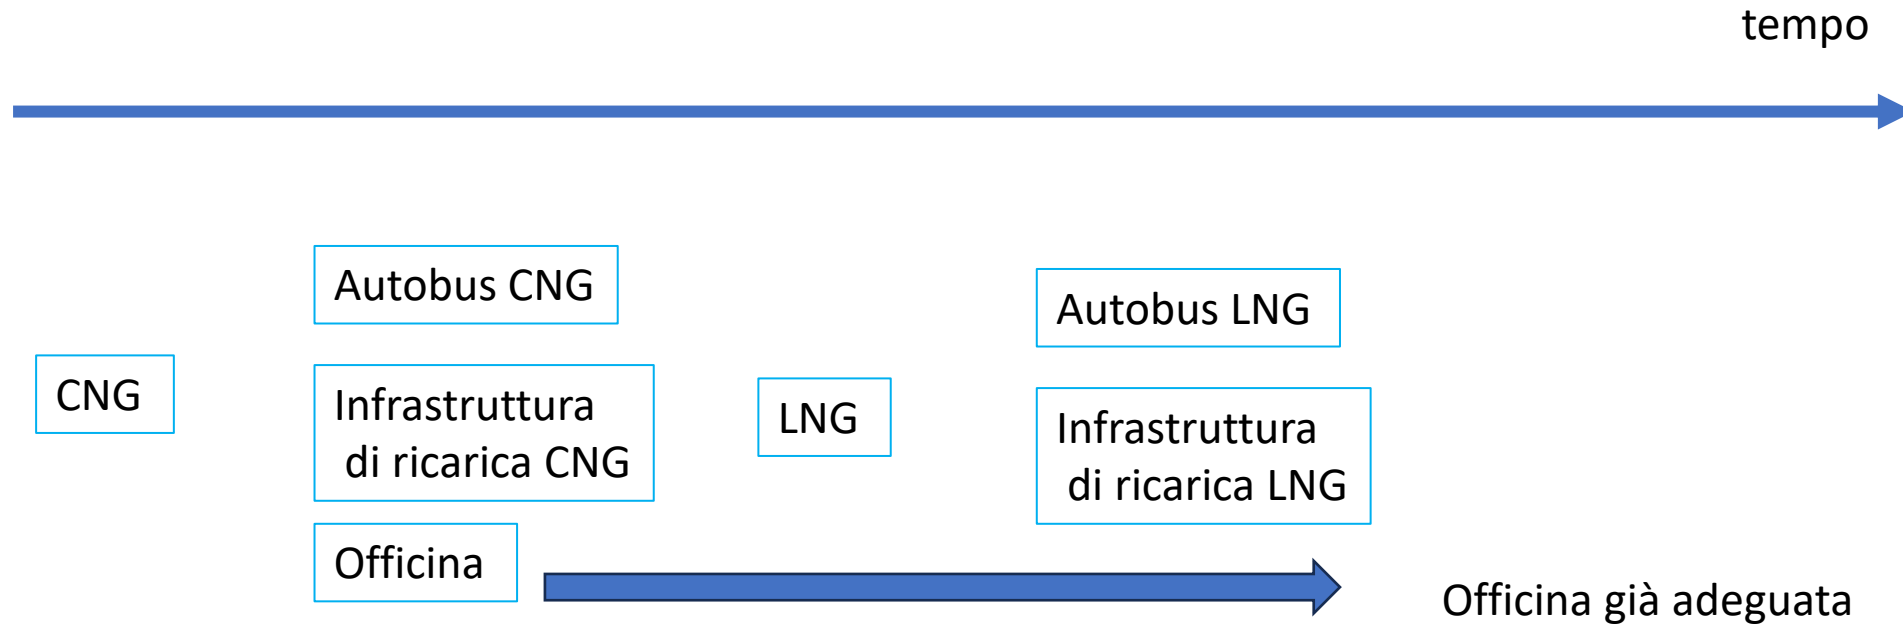 tempo
CNG
Autobus CNG
Infrastruttura
di ricarica CNG
Officina
LNG
Autobus LNG
Infrastruttura
di ricarica LNG
Officina già adeguata